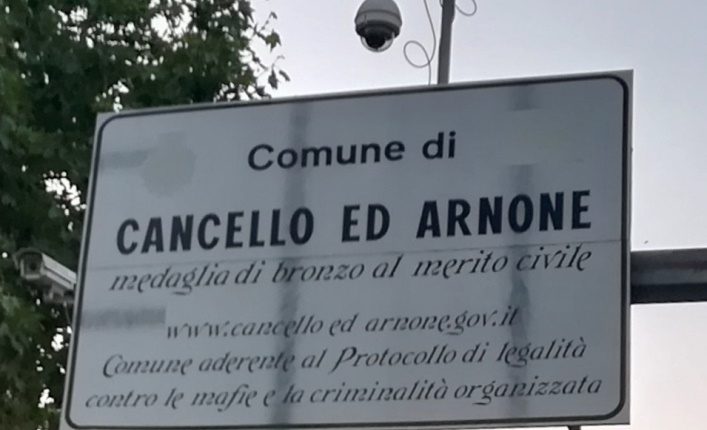 Comune di
CANCELLO ED ARNONE
medaglia di bronzo al merito civile
www.cancello ed arnone.gov.it
Comune aderente al Protocollo di legalità
contro le mafie e la criminalità organizzata